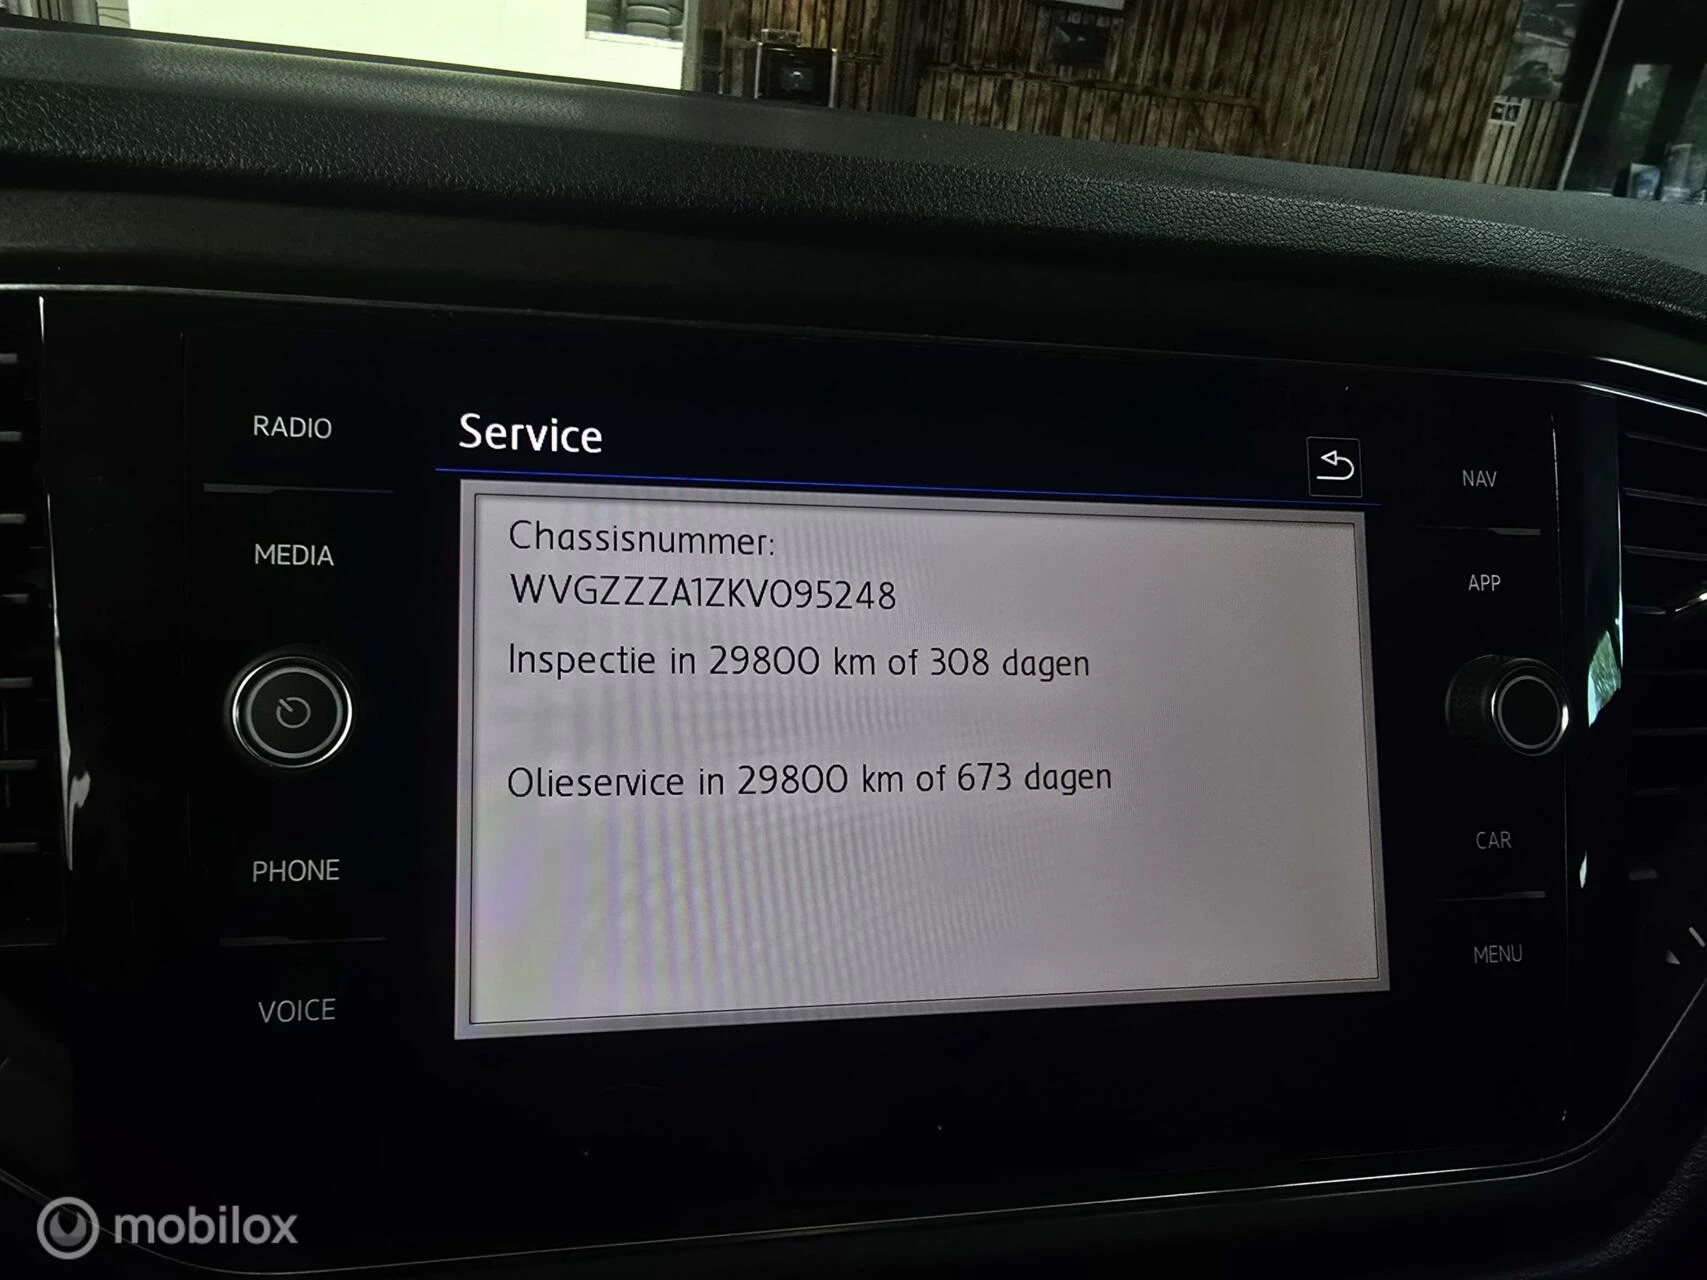 Service
Chassisnummer:
WVGZZZA1ZKV095248
Inspectie in 29800 km of 308 dagen
Olieservice in 29800 km of 673 dagen
RADIO
MEDIA
PHONE
VOICE
NAV
APP
CAR
MENU
mobilox